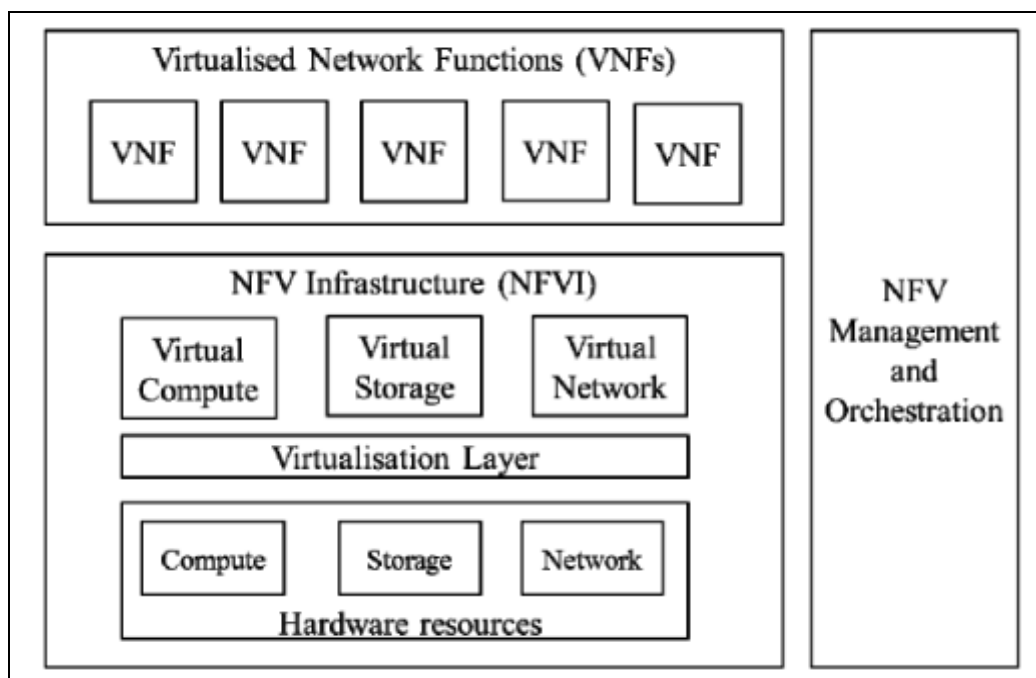 Virtualised Network Functions (VNFs)
VNF VNF VNF VNF VNF
NFV Infrastructure (NFVI)
Virtual
Compute
Virtual
Storage
Virtual
Network
Virtualisation Layer
Compute Storage Network
Hardware resources
NFV
Management
and
Orchestration